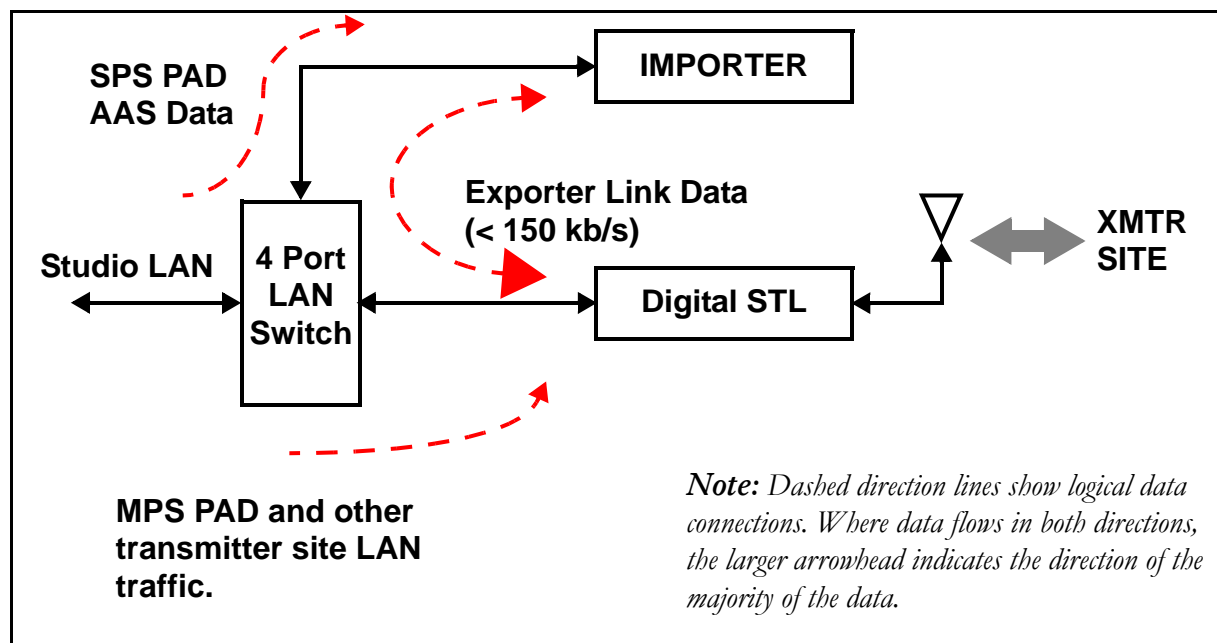 SPS PAD
AAS Data
IMPORTER
Exporter Link Data
(< 150 kb/s)
XMTR
SITE
Studio LAN
4 Port
LAN
Switch
Digital STL
MPS PAD and other
transmitter site LAN
traffic.
Note: Dashed direction lines show logical data
connections. Where data flows in both directions,
the larger arrowhead indicates the direction of the
majority of the data.